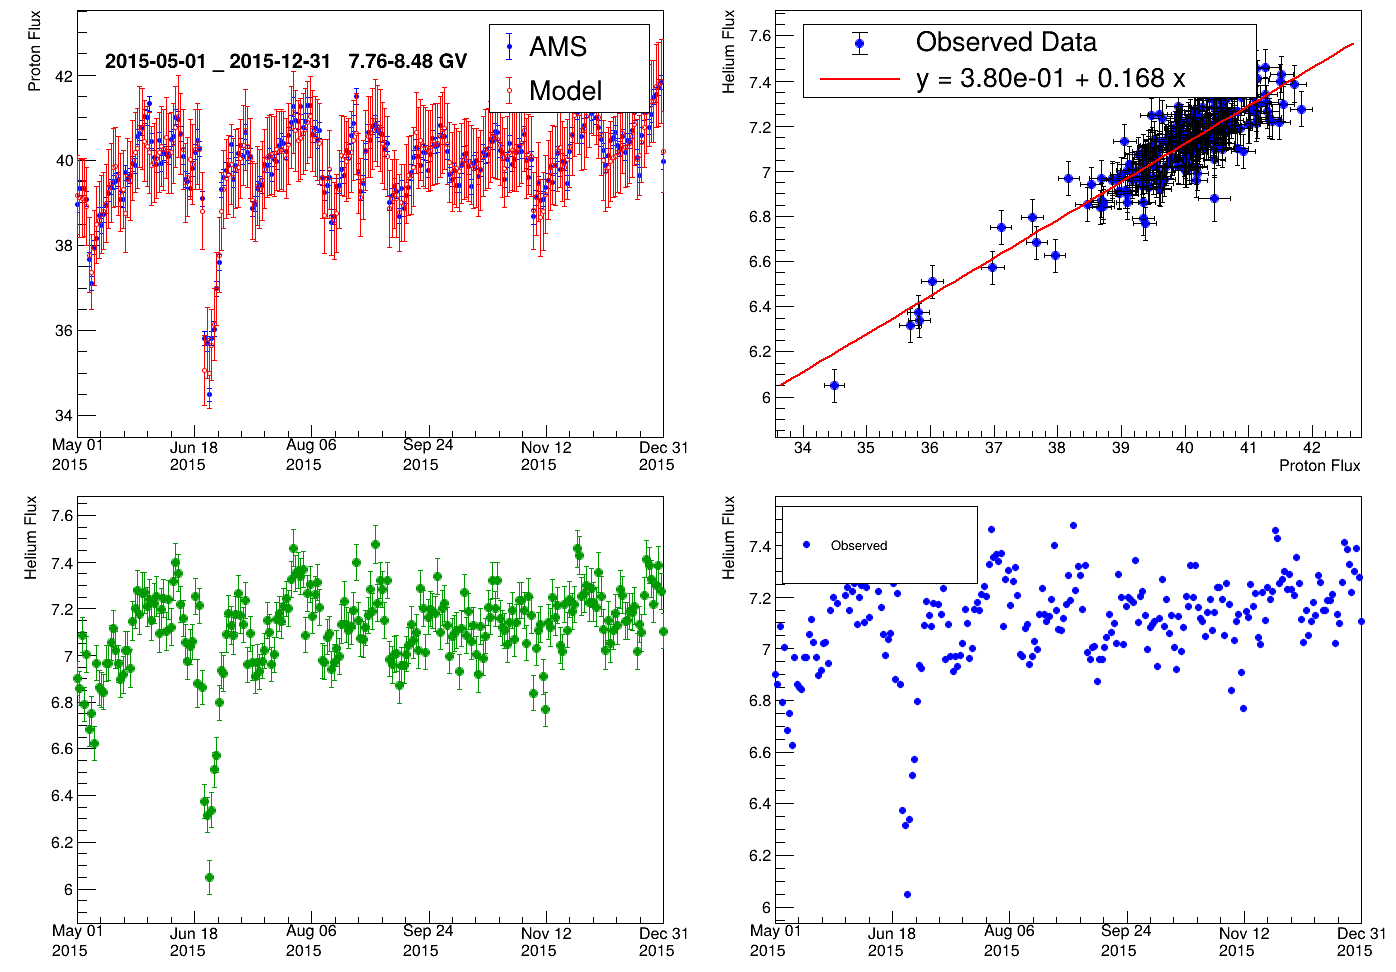 Proton Flux
2015-05-01 _ 2015-12-31 7.76-8.48 GV
AMS
Model
42
40
38
36
34
May 01
2015
Jun 18
2015
Aug 06
2015
Sep 24
2015
Nov 12
2015
Dec 31
2015
Helium Flux
Observed Data
y = 3.80e-01 + 0.168 x
7.6
7.4
7.2
7
6.8
6.6
6.4
6.2
6
34
35
36
37
38
39
40
41
42
Proton Flux
Helium Flux
7.6
7.4
7.2
7
6.8
6.6
6.4
6.2
6
May 01
2015
Jun 18
2015
Aug 06
2015
Sep 24
2015
Nov 12
2015
Dec 31
2015
Helium Flux
Observed
7.4
7.2
7
6.8
6.6
6.4
6.2
6
May 01
2015
Jun 18
2015
Aug 06
2015
Sep 24
2015
Nov 12
2015
Dec 31
2015